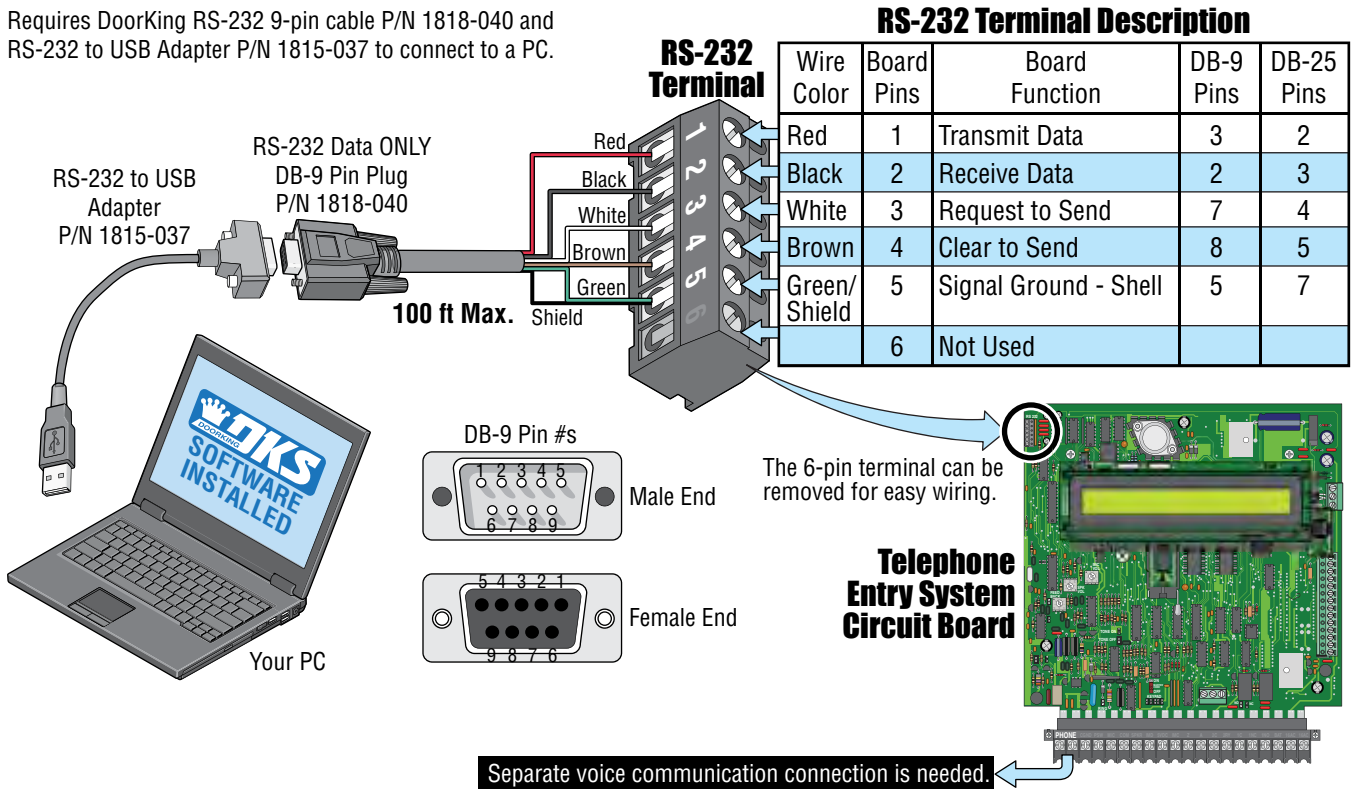 Requires DoorKing RS-232 9-pin cable P/N 1818-040 and
RS-232 to USB Adapter P/N 1815-037 to connect to a PC.
RS-232 Terminal Description
RS-232
Terminal
Wire Color | Board Pins | Board Function | DB-9 Pins | DB-25 Pins
Red | 1 | Transmit Data | 3 | 2
Black | 2 | Receive Data | 2 | 3
White | 3 | Request to Send | 7 | 4
Brown | 4 | Clear to Send | 8 | 5
Green/Shield | 5 | Signal Ground - Shell | 5 | 7
6 | Not Used
RS-232 to USB
Adapter
P/N 1815-037
RS-232 Data ONLY
DB-9 Pin Plug
P/N 1818-040
Red
Black
White
Brown
Green
Shield
100 ft Max.
1
2
3
4
5
6
DKS
DOORKING
SOFTWARE
INSTALLED
Your PC
DB-9 Pin #s
1 2 3 4 5
6 7 8 9
Male End
5 4 3 2 1
9 8 7 6
Female End
The 6-pin terminal can be
removed for easy wiring.
RS 232
Telephone
Entry System
Circuit Board
PHONE
Separate voice communication connection is needed.